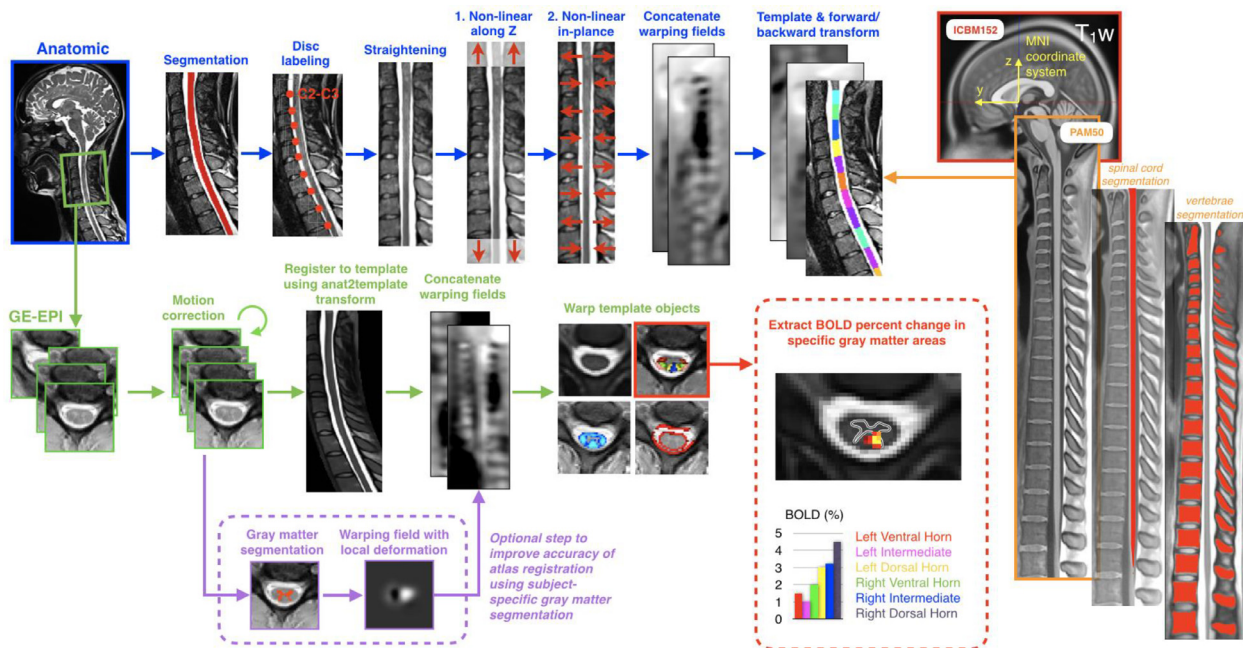 Anatomic
Segmentation
Disc
labeling
C2-C3
Straightening
1. Non-linear
along Z
2. Non-linear
in-plance
Concatenate
warping fields
Template & forward/
backward transform
ICBM152
T1w
MNI
coordinate
system
z
y
PAM50
spinal cord
segmentation
vertebrae
segmentation
GE-EPI
Motion
correction
Register to template
using anat2template
transform
Concatenate
warping fields
Warp template objects
Extract BOLD percent change in
specific gray matter areas
BOLD (%)
5
4
3
2
1
0
Left Ventral Horn
Left Intermediate
Left Dorsal Horn
Right Ventral Horn
Right Intermediate
Right Dorsal Horn
Gray matter
segmentation
Warping field with
local deformation
Optional step to
improve accuracy of
atlas registration
using subject-
specific gray matter
segmentation